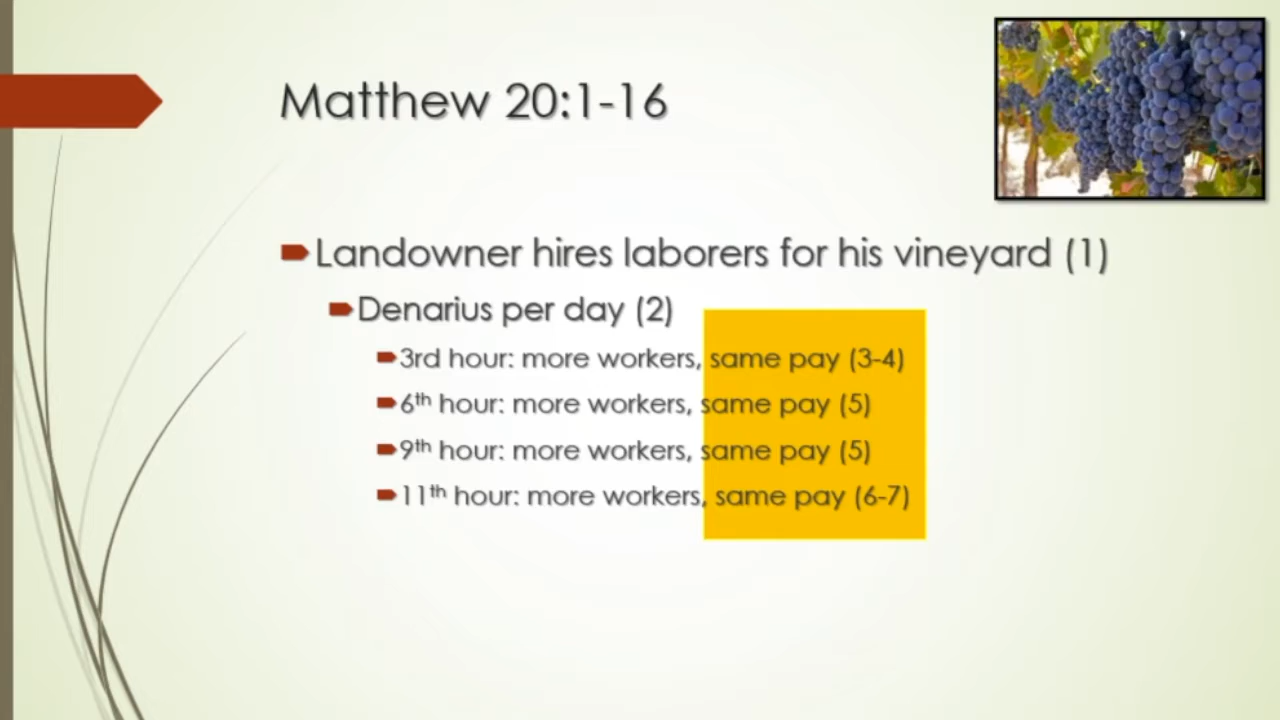 Matthew 20:1-16
Landowner hires laborers for his vineyard (1)
Denarius per day (2)
3rd hour: more workers, same pay (3-4)
6th hour: more workers, same pay (5)
9th hour: more workers, same pay (5)
11th hour: more workers, same pay (6-7)